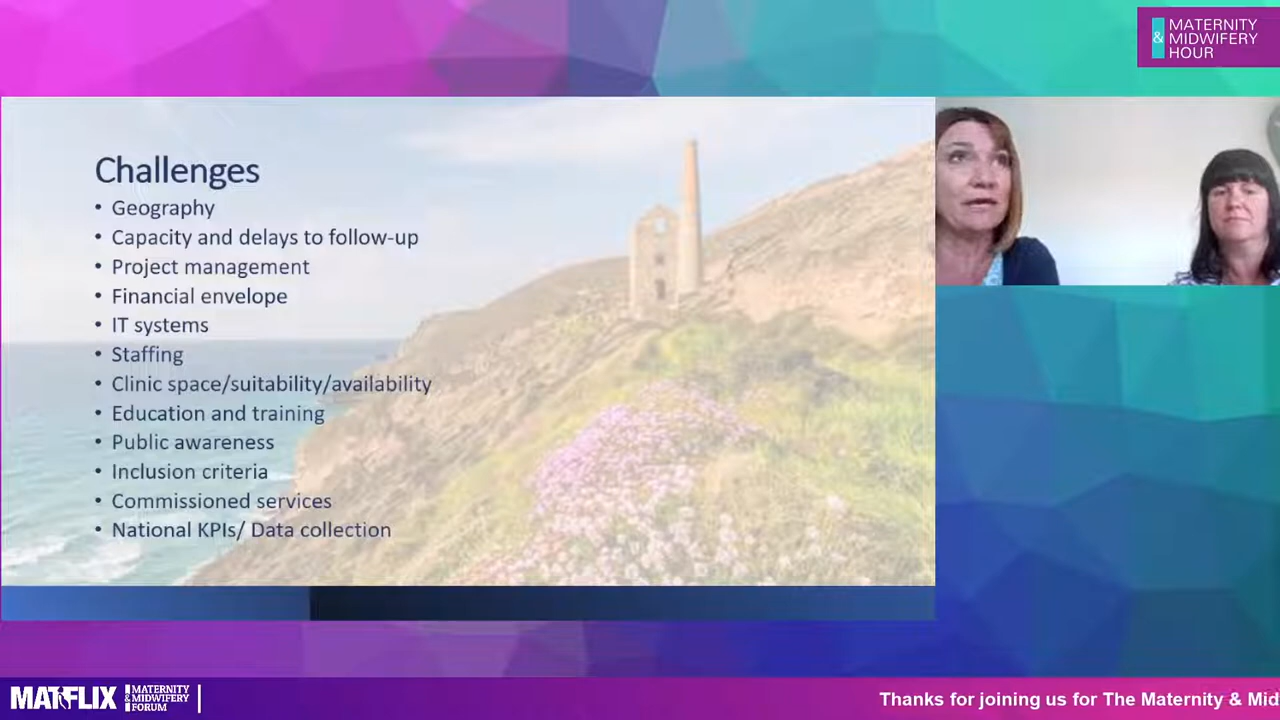 MATERNITY
& MIDWIFERY
HOUR
Challenges
• Geography
• Capacity and delays to follow-up
• Project management
• Financial envelope
• IT systems
• Staffing
• Clinic space/suitability/availability
• Education and training
• Public awareness
• Inclusion criteria
• Commissioned services
• National KPIs/ Data collection
MATFLIX
MATERNITY
& MIDWIFERY
FORUM
Thanks for joining us for The Maternity & Mid